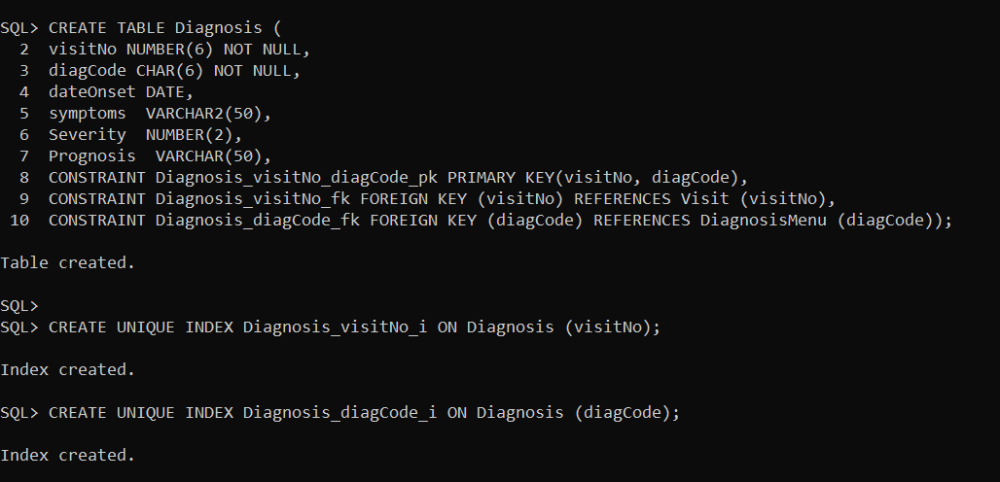 SQL> CREATE TABLE Diagnosis (
  2  visitNo NUMBER(6) NOT NULL,
  3  diagCode CHAR(6) NOT NULL,
  4  dateOnset DATE,
  5  symptoms  VARCHAR2(50),
  6  Severity  NUMBER(2),
  7  Prognosis  VARCHAR(50),
  8  CONSTRAINT Diagnosis_visitNo_diagCode_pk PRIMARY KEY(visitNo, diagCode),
  9  CONSTRAINT Diagnosis_visitNo_fk FOREIGN KEY (visitNo) REFERENCES Visit (visitNo),
 10  CONSTRAINT Diagnosis_diagCode_fk FOREIGN KEY (diagCode) REFERENCES DiagnosisMenu (diagCode));
Table created.
SQL>
SQL> CREATE UNIQUE INDEX Diagnosis_visitNo_i ON Diagnosis (visitNo);
Index created.
SQL> CREATE UNIQUE INDEX Diagnosis_diagCode_i ON Diagnosis (diagCode);
Index created.